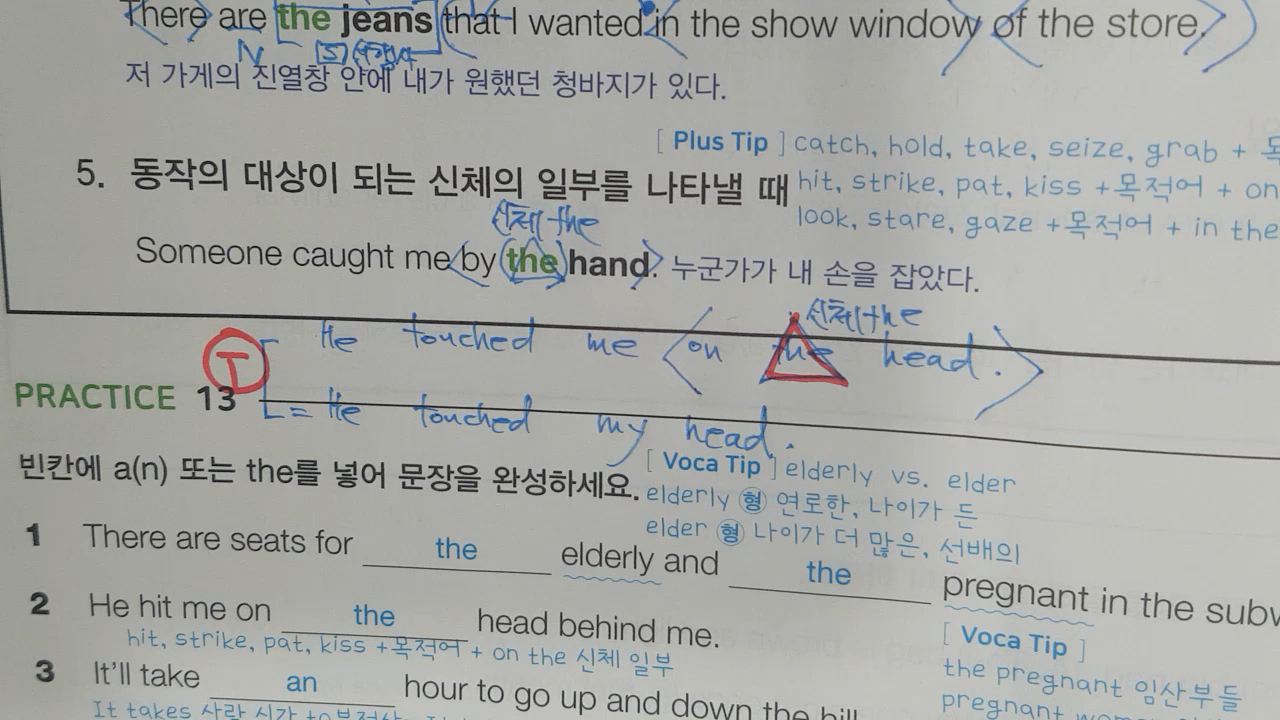 There are the jeans that I wanted in the show window of the store.
N
저 가게의 진열창 안에 내가 원했던 청바지가 있다.
[ Plus Tip ] catch, hold, take, seize, grab +
5. 동작의 대상이 되는 신체의 일부를 나타낼 때
hit, strike, pat, kiss +목적어 + on
look, stare, gaze +목적어 + in the
신체 the
Someone caught me by the hand. 누군가가 내 손을 잡았다.
신체 the
He touched me on the head.
T
PRACTICE 13
= He touched my head.
빈칸에 a(n) 또는 the를 넣어 문장을 완성하세요.
[ Voca Tip ] elderly vs. elder
elderly 형 연로한, 나이가 든
elder 형 나이가 더 많은, 선배의
1 There are seats for the elderly and the pregnant in the
2 He hit me on the head behind me.
hit, strike, pat, kiss +목적어 + on the 신체 일부
[ Voca Tip ]
the pregnant 임산부들
3 It'll take an hour to go up and down the hill
pregnant
It takes 사람 시간